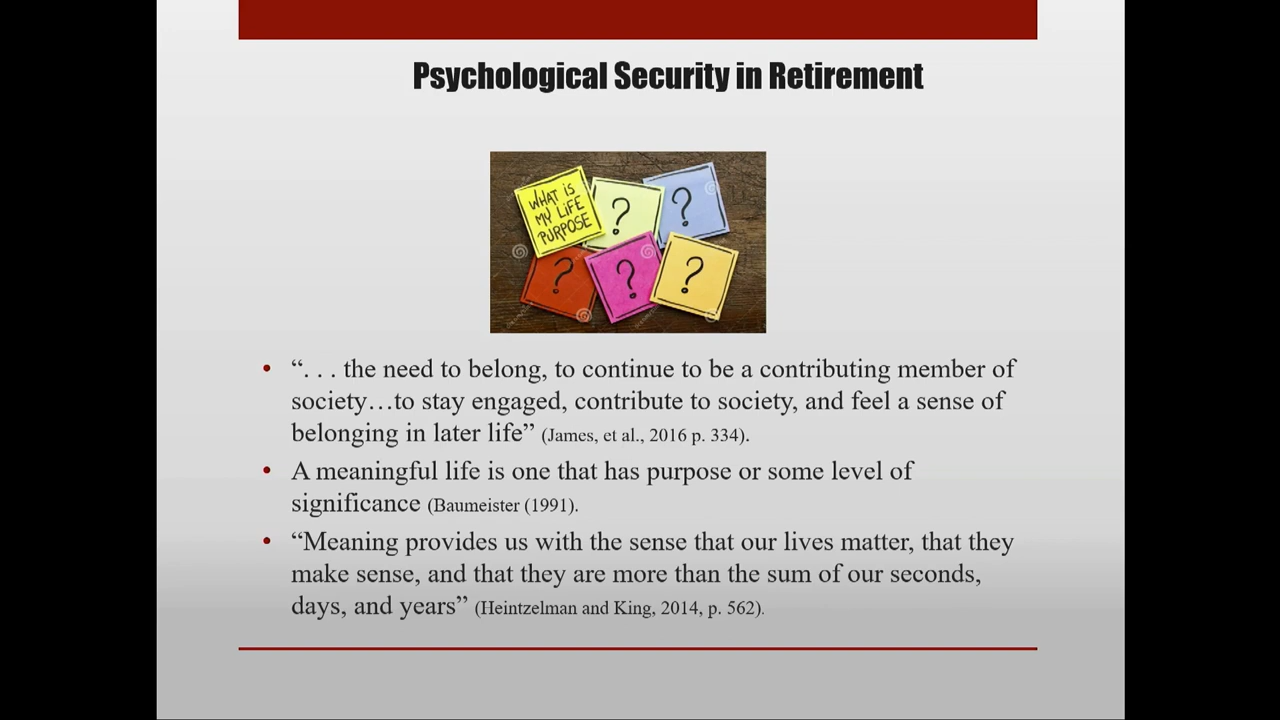 Psychological Security in Retirement
WHAT iS
MY LiFE
PURPOSE
?
?
?
?
?
• “. . . the need to belong, to continue to be a contributing member of
society…to stay engaged, contribute to society, and feel a sense of
belonging in later life” (James, et al., 2016 p. 334).
• A meaningful life is one that has purpose or some level of
significance (Baumeister (1991).
• “Meaning provides us with the sense that our lives matter, that they
make sense, and that they are more than the sum of our seconds,
days, and years” (Heintzelman and King, 2014, p. 562).